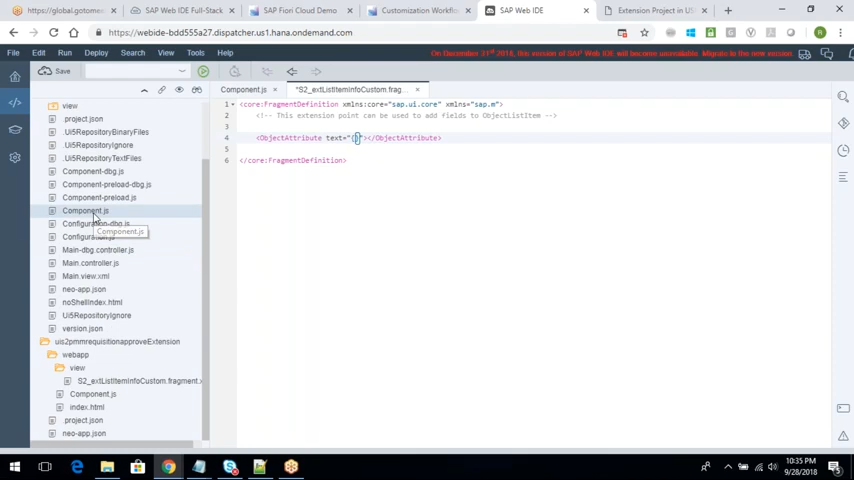 https://global.gotomee
SAP Web IDE Full-Stack
SAP Fiori Cloud Demo
Customization Workflo
SAP Web IDE
Extension Project in US
https://webide-bdd555a27.dispatcher.us1.hana.ondemand.com
File Edit Run Deploy Search View Tools Help
On December 21st 2018, this version of SAP Web IDE will become unavailable. Migrate to the new version.
Save
Component.js
*S2_extListItemInfoCustom.frag...
view
.project.json
.Ui5RepositoryBinaryFiles
.Ui5RepositoryIgnore
.Ui5RepositoryTextFiles
Component-dbg.js
Component-preload-dbg.js
Component-preload.js
Component.js
Configuration-dbg.js
Configuration.js
Component.js
Main-dbg.controller.js
Main.controller.js
Main.view.xml
neo-app.json
noShellIndex.html
Ui5RepositoryIgnore
version.json
uis2pmmrequisitionapproveExtension
webapp
view
S2_extListItemInfoCustom.fragment.x
Component.js
index.html
.project.json
neo-app.json
1 <core:FragmentDefinition xmlns:core="sap.ui.core" xmlns="sap.m">
2 <!-- This extension point can be used to add fields to ObjectListItem -->
3
4 <ObjectAttribute text="{}"></ObjectAttribute>
5
6 </core:FragmentDefinition>
10:35 PM
9/28/2018